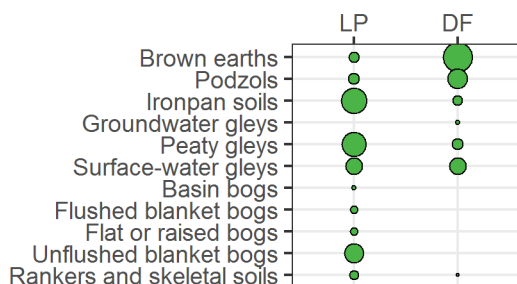 LP DF
Brown earths
Podzols
Ironpan soils
Groundwater gleys
Peaty gleys
Surface-water gleys
Basin bogs
Flushed blanket bogs
Flat or raised bogs
Unflushed blanket bogs
Rankers and skeletal soils